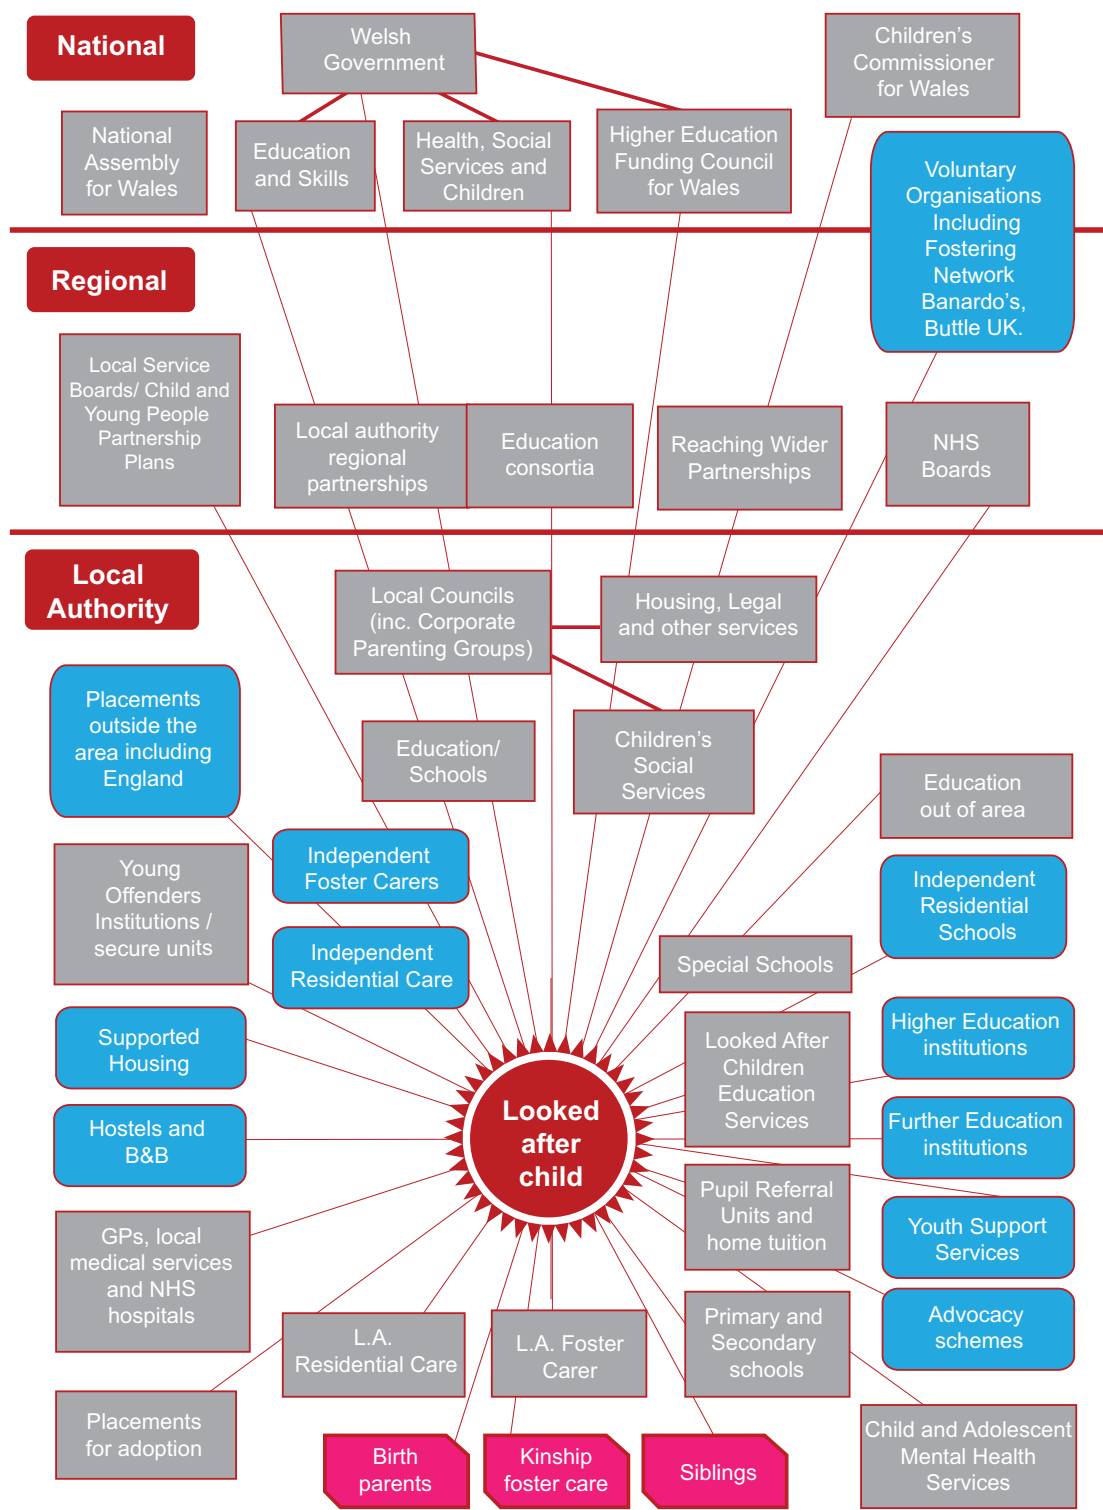 National
Welsh
Government
Children's
Commissioner
for Wales
National
Assembly
for Wales
Education
and Skills
Health, Social
Services and
Children
Higher Education
Funding Council
for Wales
Voluntary
Organisations
Including
Fostering
Network
Banardo's,
Buttle UK.
Regional
Local Service
Boards/ Child and
Young People
Partnership
Plans
Local authority
regional
partnerships
Education
consortia
Reaching Wider
Partnerships
NHS
Boards
Local
Authority
Local Councils
(inc. Corporate
Parenting Groups)
Housing, Legal
and other services
Placements
outside the
area including
England
Education/
Schools
Children's
Social
Services
Education
out of area
Young
Offenders
Institutions /
secure units
Independent
Foster Carers
Independent
Residential
Schools
Independent
Residential Care
Special Schools
Supported
Housing
Looked After
Children
Education
Services
Higher Education
institutions
Hostels and
B&B
Looked
after
child
Further Education
institutions
GPs, local
medical services
and NHS
hospitals
Pupil Referral
Units and
home tuition
Youth Support
Services
L.A.
Residential Care
L.A. Foster
Carer
Primary and
Secondary
schools
Advocacy
schemes
Placements
for adoption
Birth
parents
Kinship
foster care
Siblings
Child and Adolescent
Mental Health
Services